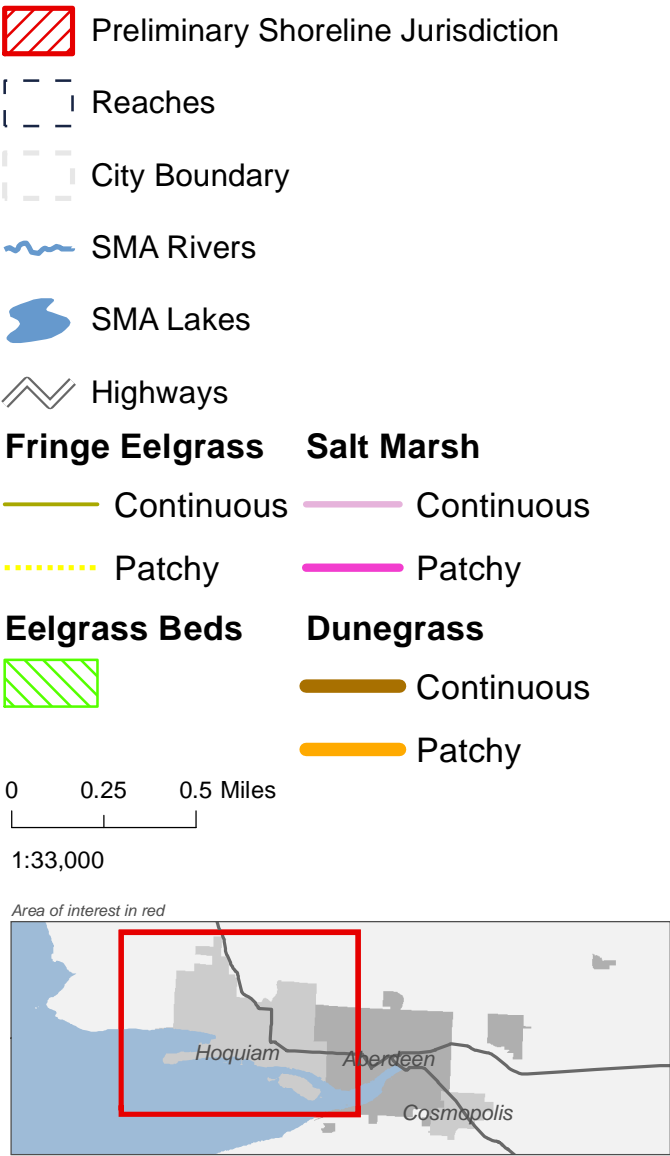 Preliminary Shoreline Jurisdiction
Reaches
City Boundary
SMA Rivers
SMA Lakes
Highways
Fringe Eelgrass Salt Marsh
Continuous Continuous
Patchy Patchy
Eelgrass Beds Dunegrass
Continuous
Patchy
0 0.25 0.5 Miles
1:33,000
Area of interest in red
Hoquiam
Aberdeen
Cosmopolis